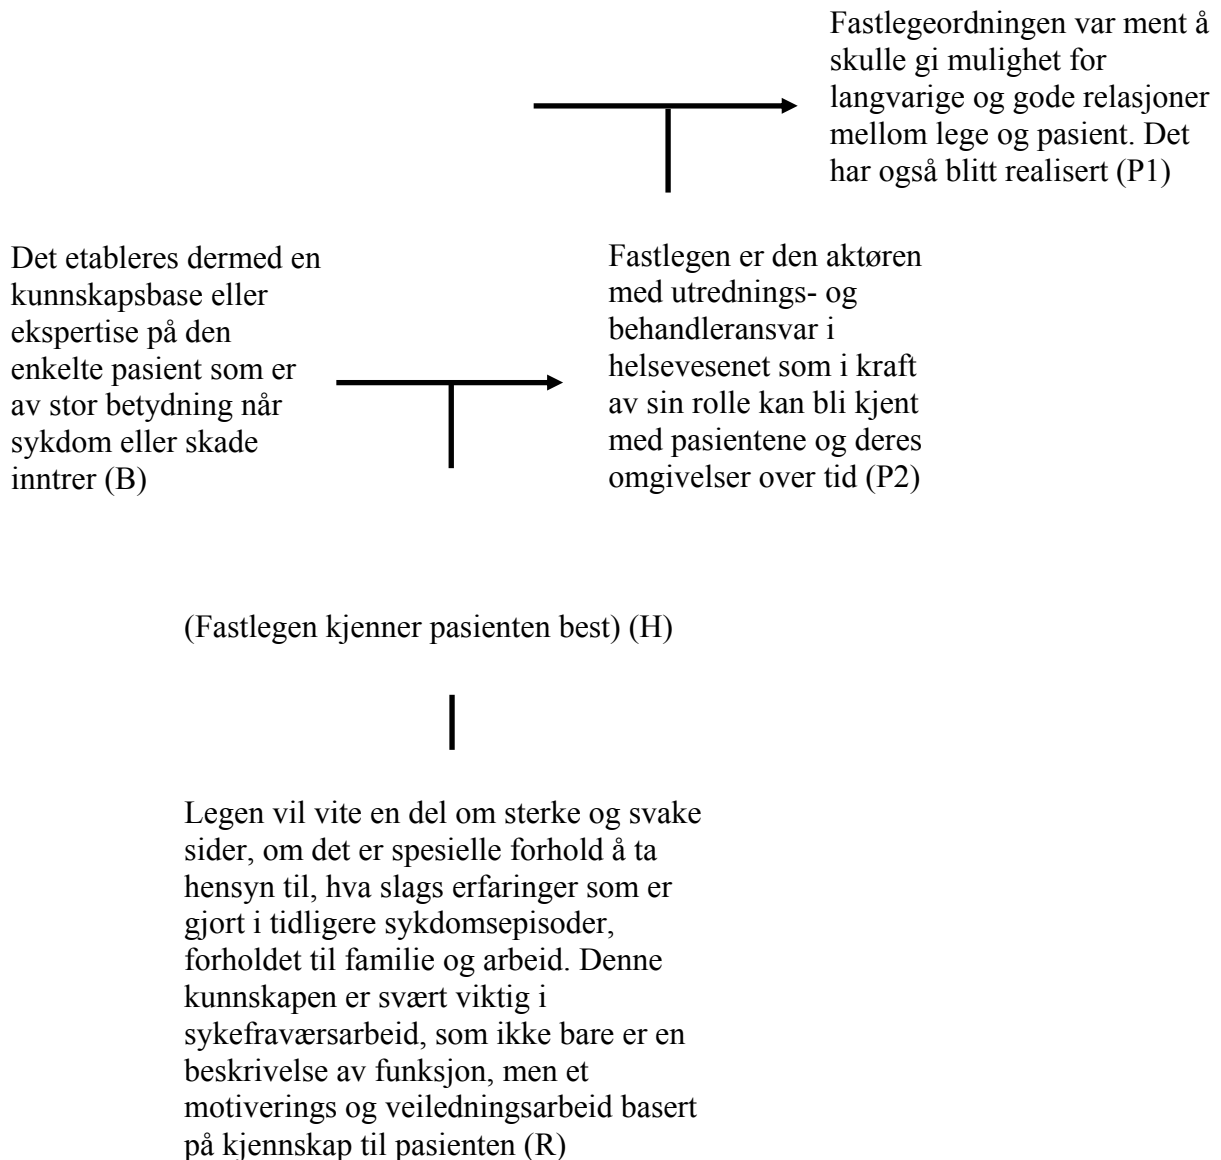 Fastlegeordningen var ment å
skulle gi mulighet for
langvarige og gode relasjoner
mellom lege og pasient. Det
har også blitt realisert (P1)
Det etableres dermed en
kunnskapsbase eller
ekspertise på den
enkelte pasient som er
av stor betydning når
sykdom eller skade
inntrer (B)
Fastlegen er den aktøren
med utrednings- og
behandleransvar i
helsevesenet som i kraft
av sin rolle kan bli kjent
med pasientene og deres
omgivelser over tid (P2)
(Fastlegen kjenner pasienten best) (H)
Legen vil vite en del om sterke og svake
sider, om det er spesielle forhold å ta
hensyn til, hva slags erfaringer som er
gjort i tidligere sykdomsepisoder,
forholdet til familie og arbeid. Denne
kunnskapen er svært viktig i
sykefraværsarbeid, som ikke bare er en
beskrivelse av funksjon, men et
motiverings og veiledningsarbeid basert
på kjennskap til pasienten (R)